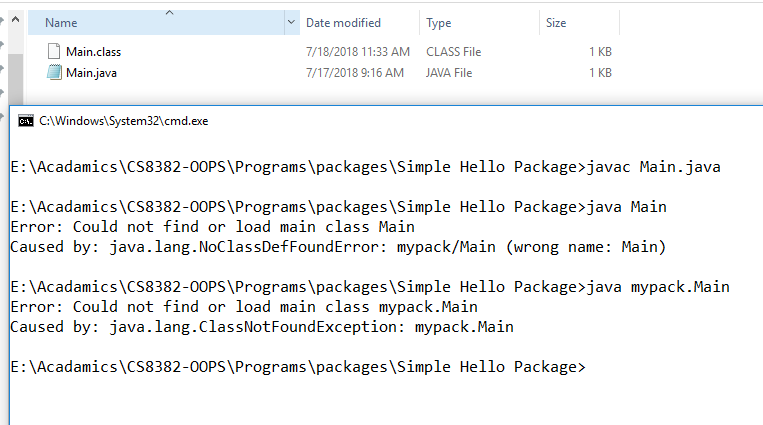 Name Date modified Type Size
Main.class 7/18/2018 11:33 AM CLASS File 1 KB
Main.java 7/17/2018 9:16 AM JAVA File 1 KB
C:\Windows\System32\cmd.exe
E:\Acadamics\CS8382-OOPS\Programs\packages\Simple Hello Package>javac Main.java
E:\Acadamics\CS8382-OOPS\Programs\packages\Simple Hello Package>java Main
Error: Could not find or load main class Main
Caused by: java.lang.NoClassDefFoundError: mypack/Main (wrong name: Main)
E:\Acadamics\CS8382-OOPS\Programs\packages\Simple Hello Package>java mypack.Main
Error: Could not find or load main class mypack.Main
Caused by: java.lang.ClassNotFoundException: mypack.Main
E:\Acadamics\CS8382-OOPS\Programs\packages\Simple Hello Package>